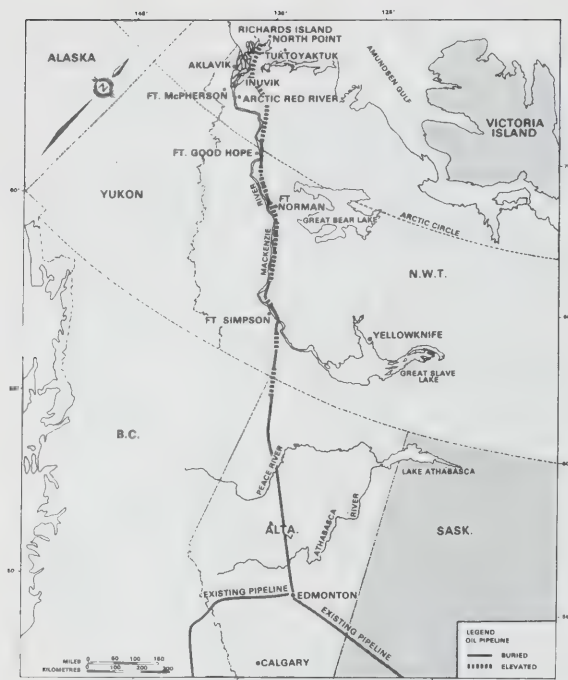 148°
136°
128°
RICHARDS ISLAND
NORTH POINT
TUKTOYAKTUK
ALASKA
AKLAVIK
INUVIK
AMUNDSEN GULF
FT. McPHERSON
ARCTIC RED RIVER
VICTORIA
ISLAND
N
FT. GOOD HOPE
60°
YUKON
RIVER
FT
NORMAN
GREAT BEAR LAKE
ARCTIC CIRCLE
MACKENZIE
N.W.T.
FT. SIMPSON
YELLOWKNIFE
GREAT SLAVE
LAKE
B.C.
PEACE RIVER
LAKE ATHABASCA
ALTA.
ATHABASCA
RIVER
SASK.
50°
EXISTING PIPELINE
EDMONTON
EXISTING PIPELINE
CALGARY
MILES
KILOMETRES
LEGEND
OIL PIPELINE
BURIED
ELEVATED